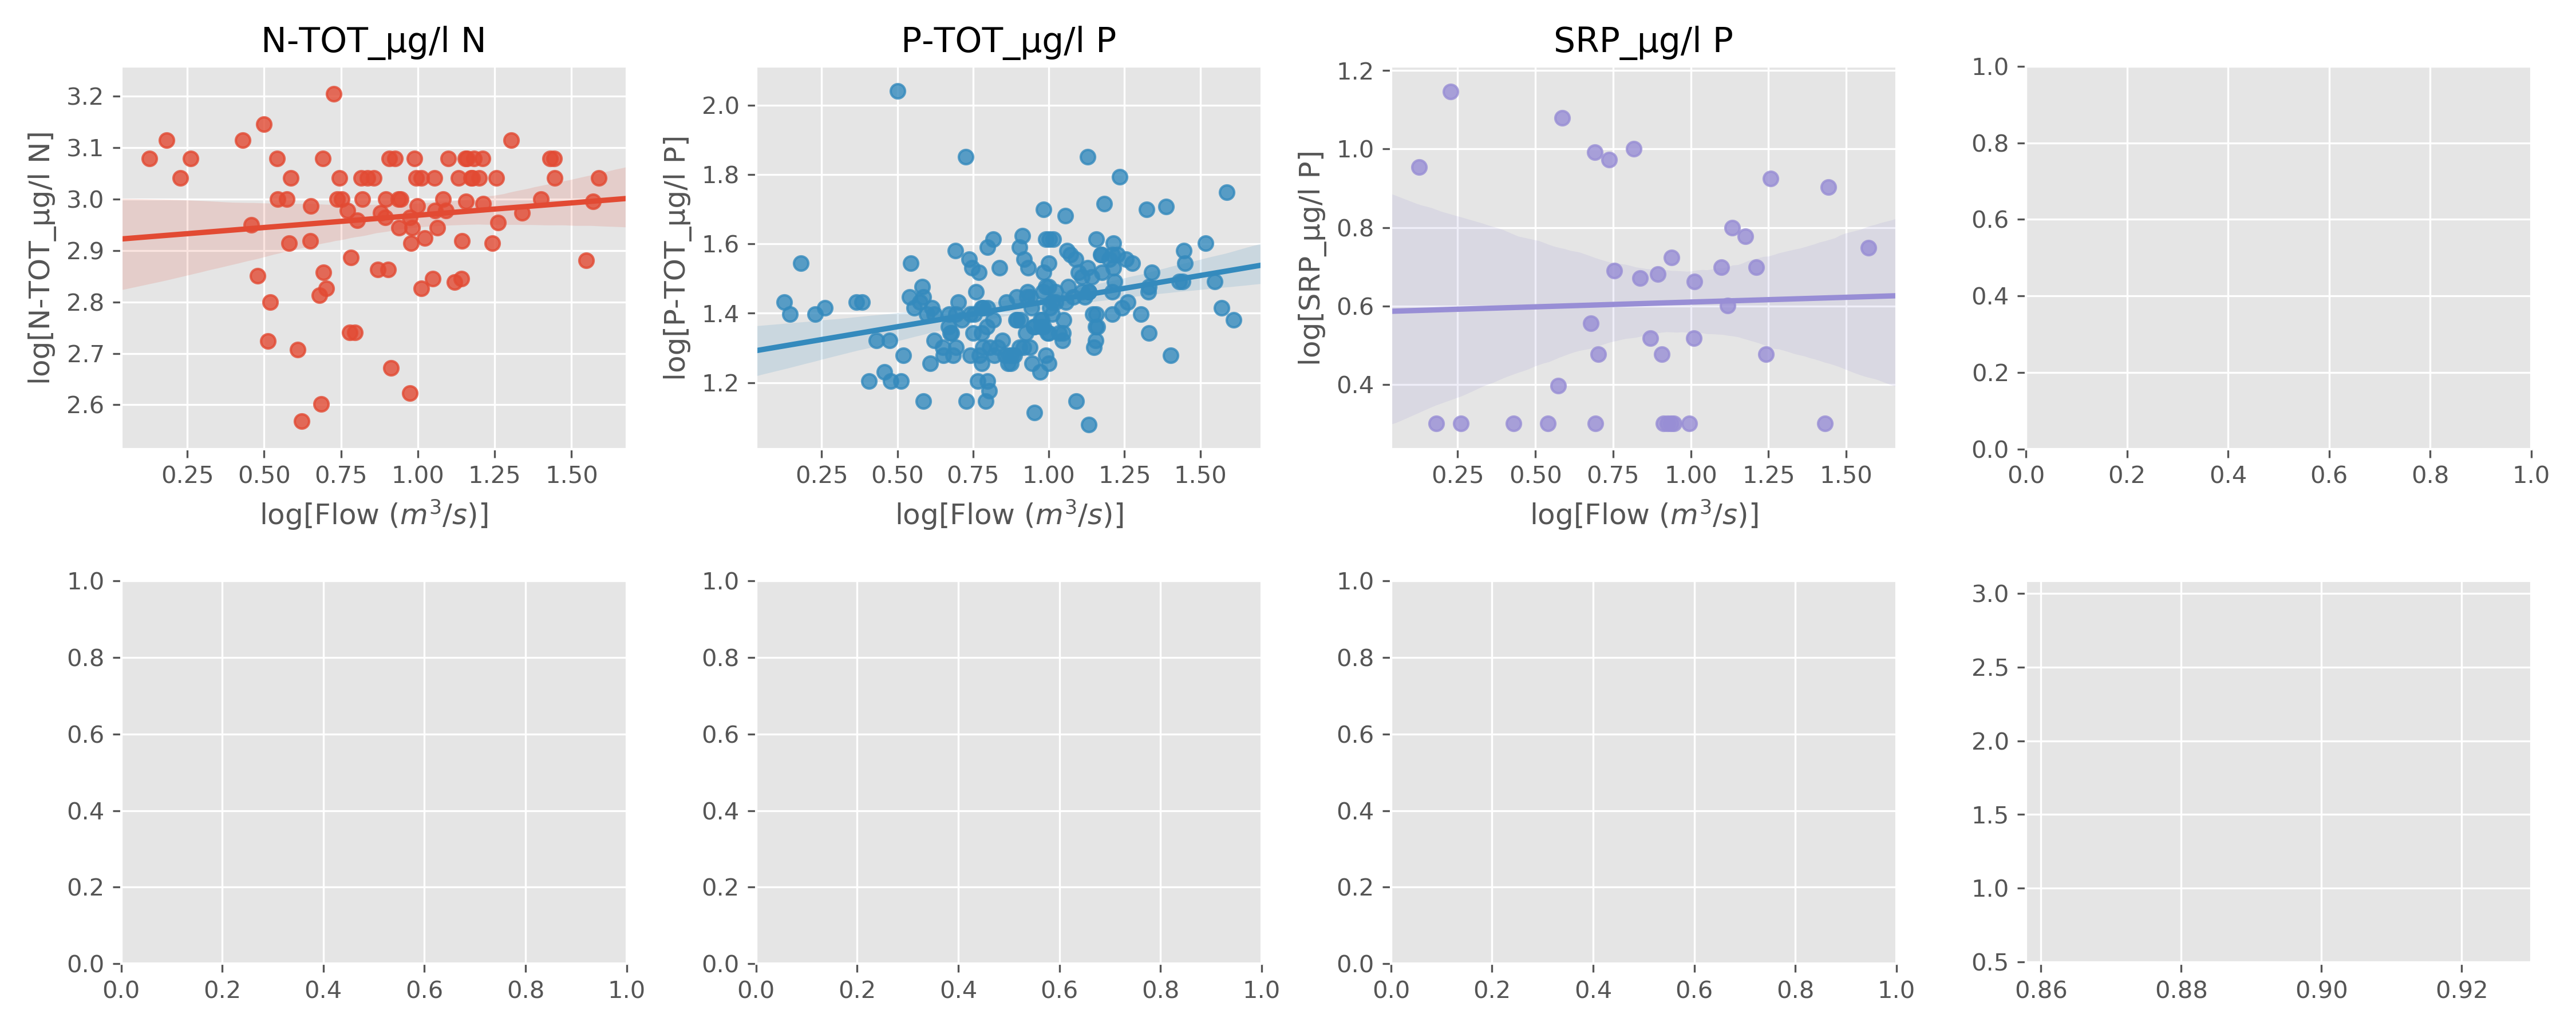 N-TOT_µg/l N
P-TOT_µg/l P
SRP_µg/l P
log[N-TOT_µg/l N]
3.2
3.1
3.0
2.9
2.8
2.7
2.6
0.25 0.50 0.75 1.00 1.25 1.50
log[Flow (m³/s)]
log[P-TOT_µg/l P]
2.0
1.8
1.6
1.4
1.2
0.25 0.50 0.75 1.00 1.25 1.50
log[Flow (m³/s)]
log[SRP_µg/l P]
1.2
1.0
0.8
0.6
0.4
0.25 0.50 0.75 1.00 1.25 1.50
log[Flow (m³/s)]
1.0
0.8
0.6
0.4
0.2
0.0
0.0 0.2 0.4 0.6 0.8 1.0
1.0
0.8
0.6
0.4
0.2
0.0
0.0 0.2 0.4 0.6 0.8 1.0
1.0
0.8
0.6
0.4
0.2
0.0
0.0 0.2 0.4 0.6 0.8 1.0
1.0
0.8
0.6
0.4
0.2
0.0
0.0 0.2 0.4 0.6 0.8 1.0
3.0
2.5
2.0
1.5
1.0
0.5
0.86 0.88 0.90 0.92